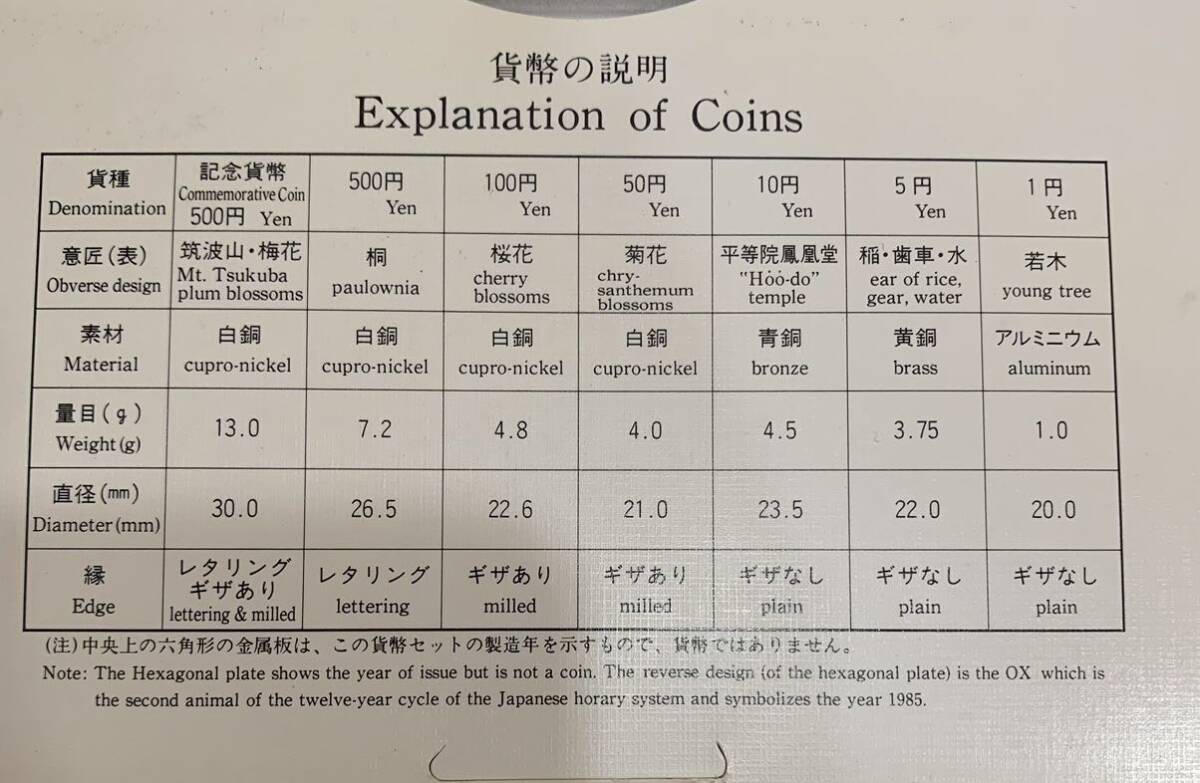 貨幣の説明
Explanation of Coins
貨種
Denomination
記念貨幣
Commemorative Coin
500円 Yen
500円
Yen
100円
Yen
50円
Yen
10円
Yen
5円
Yen
1円
Yen
意匠(表)
Obverse design
筑波山・梅花
Mt. Tsukuba
plum blossoms
桐
paulownia
桜花
cherry
blossoms
菊花
chry-
santhemum
blossoms
平等院鳳凰堂
"Hóó-do"
temple
稲・歯車・水
ear of rice,
gear, water
若木
young tree
素材
Material
白銅
cupro-nickel
白銅
cupro-nickel
白銅
cupro-nickel
白銅
cupro-nickel
青銅
bronze
黄銅
brass
アルミニウム
aluminum
量目(g)
Weight (g)
13.0
7.2
4.8
4.0
4.5
3.75
1.0
直径(㎜)
Diameter (mm)
30.0
26.5
22.6
21.0
23.5
22.0
20.0
縁
Edge
レタリング
ギザあり
lettering & milled
レタリング
lettering
ギザあり
milled
ギザあり
milled
ギザなし
plain
ギザなし
plain
ギザなし
plain
(注)中央上の六角形の金属板は、この貨幣セットの製造年を示すもので、貨幣ではありません。
Note: The Hexagonal plate shows the year of issue but is not a coin. The reverse design (of the hexagonal plate) is the OX which is
the second animal of the twelve-year cycle of the Japanese horary system and symbolizes the year 1985.